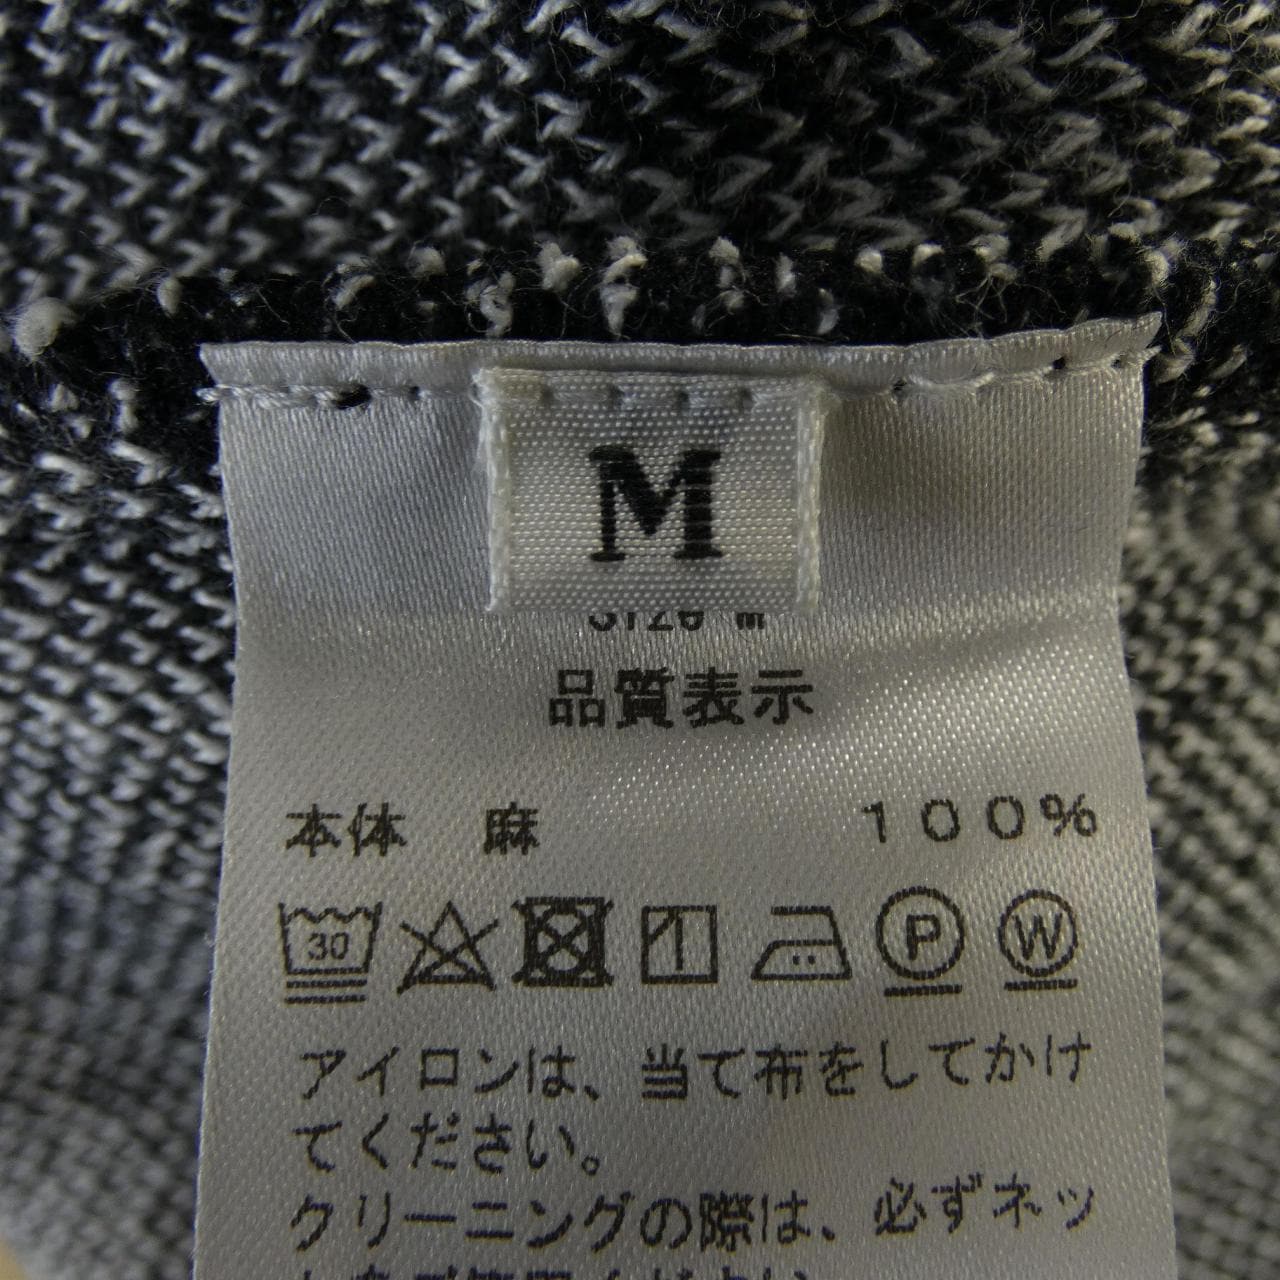 M
品質表示
本体 麻 100%
30 P W
アイロンは、当て布をしてかけ
てください。
クリーニングの際は、必ずネッ